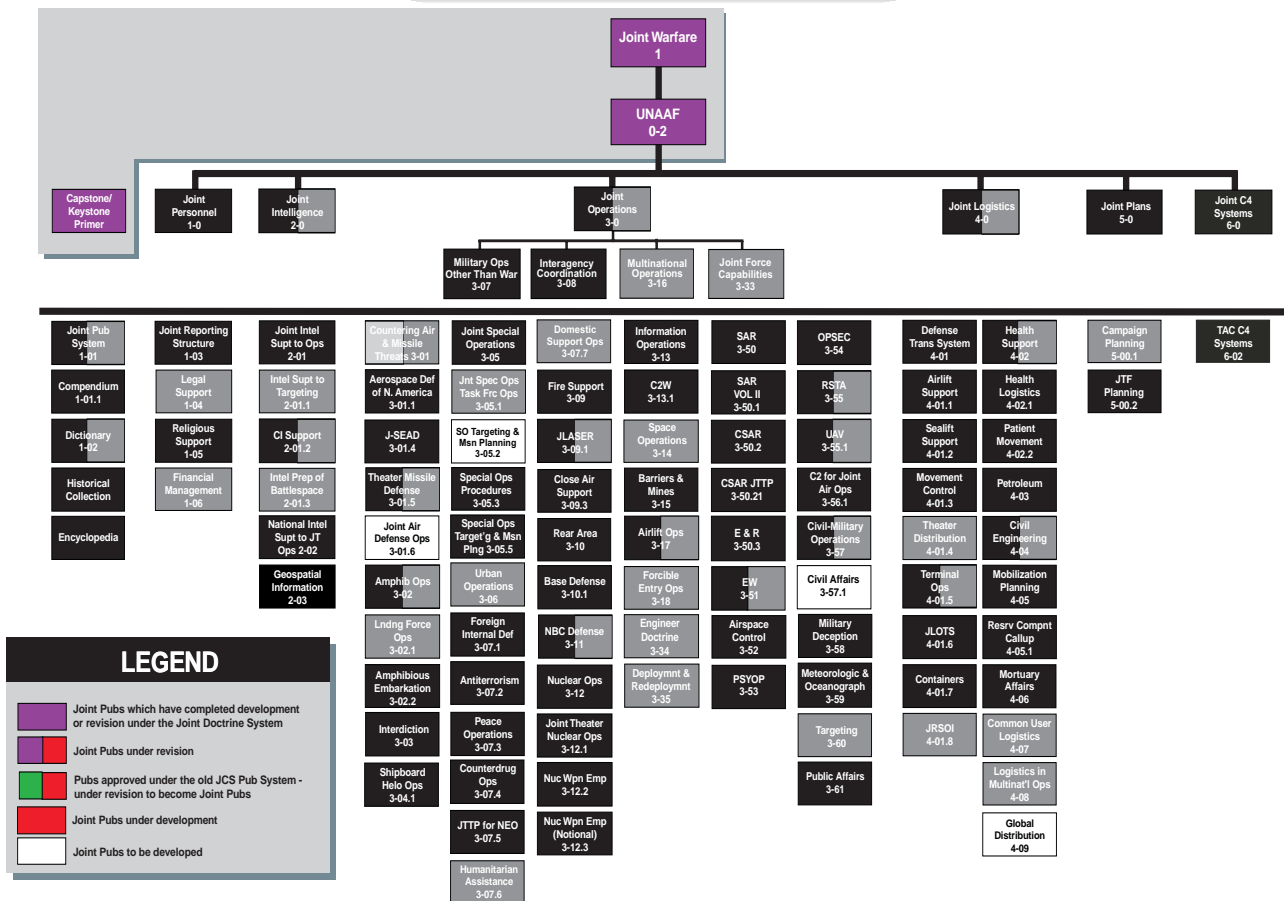 Joint Warfare
1
UNAAF
0-2
Capstone/
Keystone
Primer
Joint
Personnel
1-0
Joint
Intelligence
2-0
Joint
Operations
3-0
Joint Logistics
4-0
Joint Plans
5-0
Joint C4
Systems
6-0
Military Ops
Other Than War
3-07
Interagency
Coordination
3-08
Multinational
Operations
3-16
Joint Force
Capabilities
3-33
Joint Pub
System
1-01
Compendium
1-01.1
Dictionary
1-02
Historical
Collection
Encyclopedia
Joint Reporting
Structure
1-03
Legal
Support
1-04
Religious
Support
1-05
Financial
Management
1-06
Joint Intel
Supt to Ops
2-01
Intel Supt to
Targeting
2-01.1
CI Support
2-01.2
Intel Prep of
Battlespace
2-01.3
National Intel
Supt to JT
Ops 2-02
Geospatial
Information
2-03
Countering Air
& Missile
Threats 3-01
Aerospace Def
of N. America
3-01.1
J-SEAD
3-01.4
Theater Missile
Defense
3-01.5
Joint Air
Defense Ops
3-01.6
Amphib Ops
3-02
Lndng Force
Ops
3-02.1
Amphibious
Embarkation
3-02.2
Interdiction
3-03
Shipboard
Helo Ops
3-04.1
Joint Special
Operations
3-05
Jnt Spec Ops
Task Frc Ops
3-05.1
SO Targeting &
Msn Planning
3-05.2
Special Ops
Procedures
3-05.3
Special Ops
Target'g & Msn
Plng 3-05.5
Urban
Operations
3-06
Foreign
Internal Def
3-07.1
Antiterrorism
3-07.2
Peace
Operations
3-07.3
Counterdrug
Ops
3-07.4
JTTP for NEO
3-07.5
Humanitarian
Assistance
3-07.6
Domestic
Support Ops
3-07.7
Fire Support
3-09
JLASER
3-09.1
Close Air
Support
3-09.3
Rear Area
3-10
Base Defense
3-10.1
NBC Defense
3-11
Nuclear Ops
3-12
Joint Theater
Nuclear Ops
3-12.1
Nuc Wpn Emp
3-12.2
Nuc Wpn Emp
(Notional)
3-12.3
Information
Operations
3-13
C2W
3-13.1
Space
Operations
3-14
Barriers &
Mines
3-15
Airlift Ops
3-17
Forcible
Entry Ops
3-18
Engineer
Doctrine
3-34
Deploymnt &
Redeploymnt
3-35
SAR
3-50
SAR
VOL II
3-50.1
CSAR
3-50.2
CSAR JTTP
3-50.21
E & R
3-50.3
EW
3-51
Airspace
Control
3-52
PSYOP
3-53
OPSEC
3-54
RSTA
3-55
UAV
3-55.1
C2 for Joint
Air Ops
3-56.1
Civil-Military
Operations
3-57
Civil Affairs
3-57.1
Military
Deception
3-58
Meteorologic &
Oceanograph
3-59
Targeting
3-60
Public Affairs
3-61
Defense
Trans System
4-01
Airlift
Support
4-01.1
Sealift
Support
4-01.2
Movement
Control
4-01.3
Theater
Distribution
4-01.4
Terminal
Ops
4-01.5
JLOTS
4-01.6
Containers
4-01.7
JRSOI
4-01.8
Health
Support
4-02
Health
Logistics
4-02.1
Patient
Movement
4-02.2
Petroleum
4-03
Civil
Engineering
4-04
Mobilization
Planning
4-05
Resrv Compnt
Callup
4-05.1
Mortuary
Affairs
4-06
Common User
Logistics
4-07
Logistics in
Multinat'l Ops
4-08
Global
Distribution
4-09
Campaign
Planning
5-00.1
JTF
Planning
5-00.2
TAC C4
Systems
6-02
LEGEND
Joint Pubs which have completed development
or revision under the Joint Doctrine System
Joint Pubs under revision
Pubs approved under the old JCS Pub System -
under revision to become Joint Pubs
Joint Pubs under development
Joint Pubs to be developed